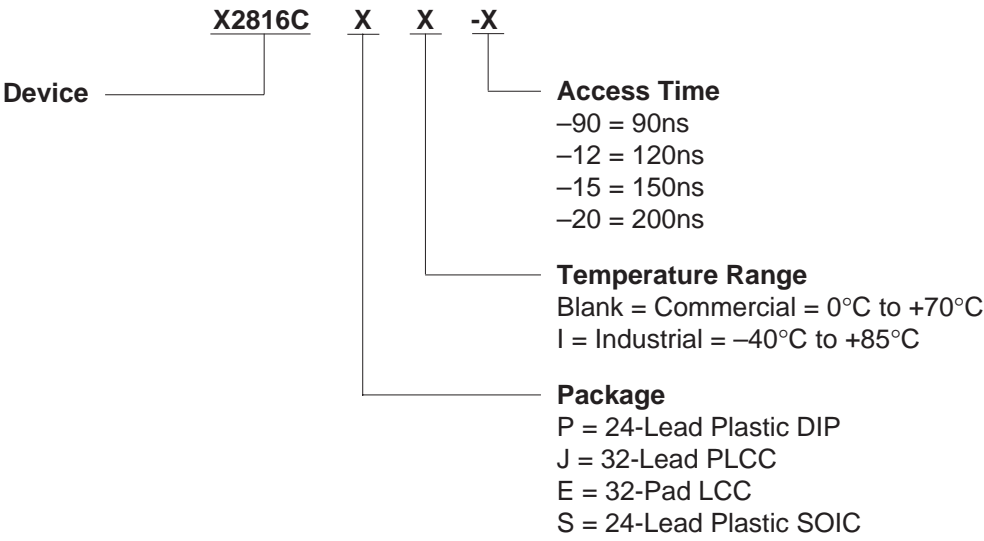 X2816C X X -X
Device
Access Time
–90 = 90ns
–12 = 120ns
–15 = 150ns
–20 = 200ns
Temperature Range
Blank = Commercial = 0°C to +70°C
I = Industrial = –40°C to +85°C
Package
P = 24-Lead Plastic DIP
J = 32-Lead PLCC
E = 32-Pad LCC
S = 24-Lead Plastic SOIC